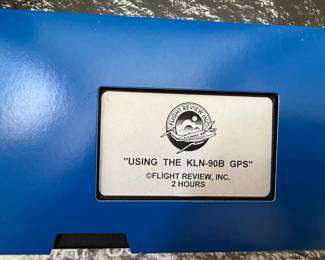 FLIGHT REVIEW, INC.
"USING THE KLN-90B GPS"
©FLIGHT REVIEW, INC.
2 HOURS